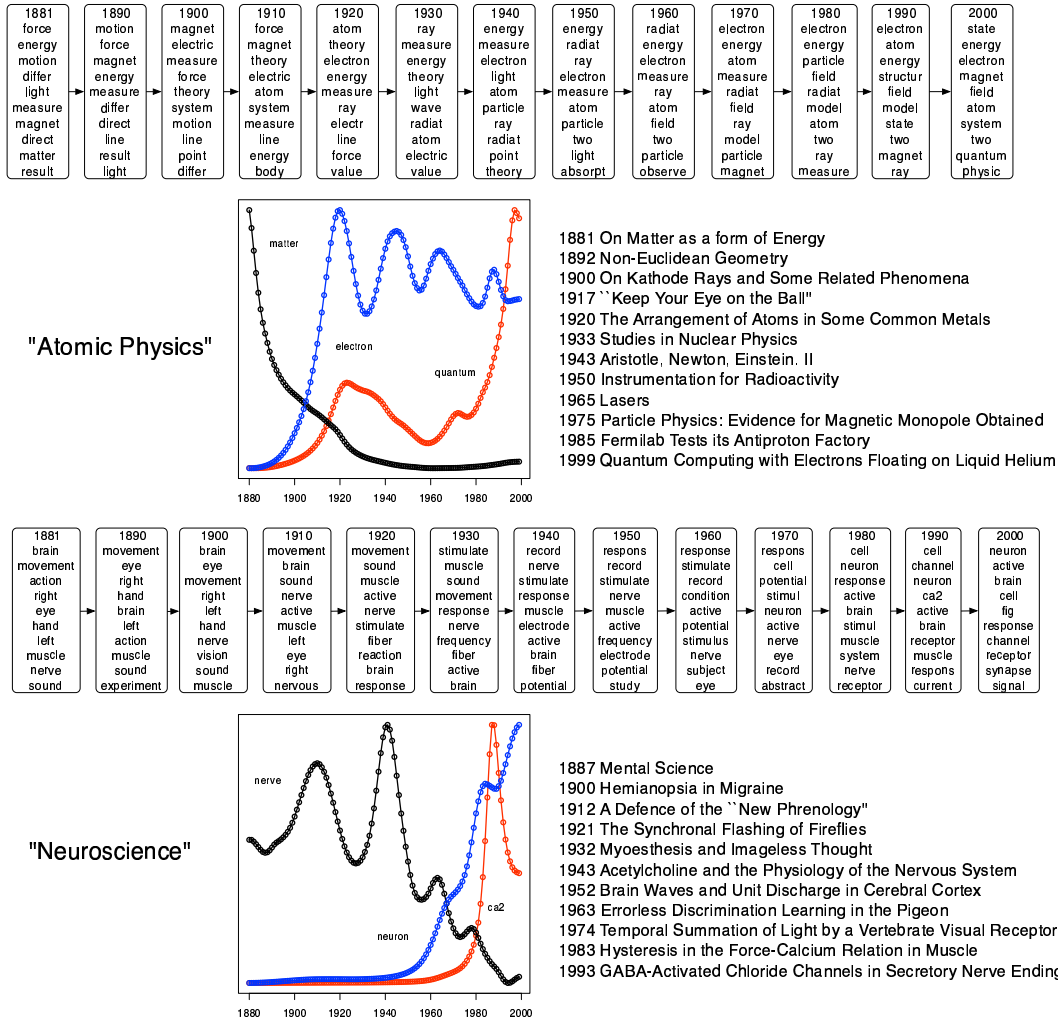 1881
force
energy
motion
differ
light
measure
magnet
direct
matter
result
1890
motion
force
magnet
energy
measure
differ
direct
line
result
light
1900
magnet
electric
measure
force
theory
system
motion
line
point
differ
1910
force
magnet
theory
electric
atom
system
measure
line
energy
body
1920
atom
theory
electron
energy
measure
ray
electr
line
force
value
1930
ray
measure
energy
theory
light
wave
radiat
atom
electric
value
1940
energy
measure
electron
light
atom
particle
ray
radiat
point
theory
1950
energy
radiat
ray
electron
measure
atom
particle
two
light
absorpt
1960
radiat
energy
electron
measure
ray
atom
field
two
particle
observe
1970
electron
energy
atom
measure
radiat
field
ray
model
particle
magnet
1980
electron
energy
particle
field
radiat
model
atom
two
ray
measure
1990
electron
atom
energy
structur
field
model
state
two
magnet
ray
2000
state
energy
electron
magnet
field
atom
system
two
quantum
physic
"Atomic Physics"
matter
electron
quantum
1880 1900 1920 1940 1960 1980 2000
1881 On Matter as a form of Energy
1892 Non-Euclidean Geometry
1900 On Kathode Rays and Some Related Phenomena
1917 ``Keep Your Eye on the Ball"
1920 The Arrangement of Atoms in Some Common Metals
1933 Studies in Nuclear Physics
1943 Aristotle, Newton, Einstein. II
1950 Instrumentation for Radioactivity
1965 Lasers
1975 Particle Physics: Evidence for Magnetic Monopole Obtained
1985 Fermilab Tests its Antiproton Factory
1999 Quantum Computing with Electrons Floating on Liquid Helium
1881
brain
movement
action
right
eye
hand
left
muscle
nerve
sound
1890
movement
eye
right
hand
brain
left
action
muscle
sound
experiment
1900
brain
eye
movement
right
left
hand
nerve
vision
sound
muscle
1910
movement
brain
sound
nerve
active
muscle
left
eye
right
nervous
1920
movement
sound
muscle
active
nerve
stimulate
fiber
reaction
brain
response
1930
stimulate
muscle
sound
movement
response
nerve
frequency
fiber
active
brain
1940
record
nerve
stimulate
response
muscle
electrode
active
brain
fiber
potential
1950
respons
record
stimulate
nerve
muscle
active
frequency
electrode
potential
study
1960
response
stimulate
record
condition
active
potential
stimulus
nerve
subject
eye
1970
respons
cell
potential
stimul
neuron
active
nerve
eye
record
abstract
1980
cell
neuron
response
active
brain
stimul
muscle
system
nerve
receptor
1990
cell
channel
neuron
ca2
active
brain
receptor
muscle
respons
current
2000
neuron
active
brain
cell
fig
response
channel
receptor
synapse
signal
"Neuroscience"
nerve
neuron
ca2
1880 1900 1920 1940 1960 1980 2000
1887 Mental Science
1900 Hemianopsia in Migraine
1912 A Defence of the ``New Phrenology"
1921 The Synchronal Flashing of Fireflies
1932 Myoesthesis and Imageless Thought
1943 Acetylcholine and the Physiology of the Nervous System
1952 Brain Waves and Unit Discharge in Cerebral Cortex
1963 Errorless Discrimination Learning in the Pigeon
1974 Temporal Summation of Light by a Vertebrate Visual Receptor
1983 Hysteresis in the Force-Calcium Relation in Muscle
1993 GABA-Activated Chloride Channels in Secretory Nerve Ending